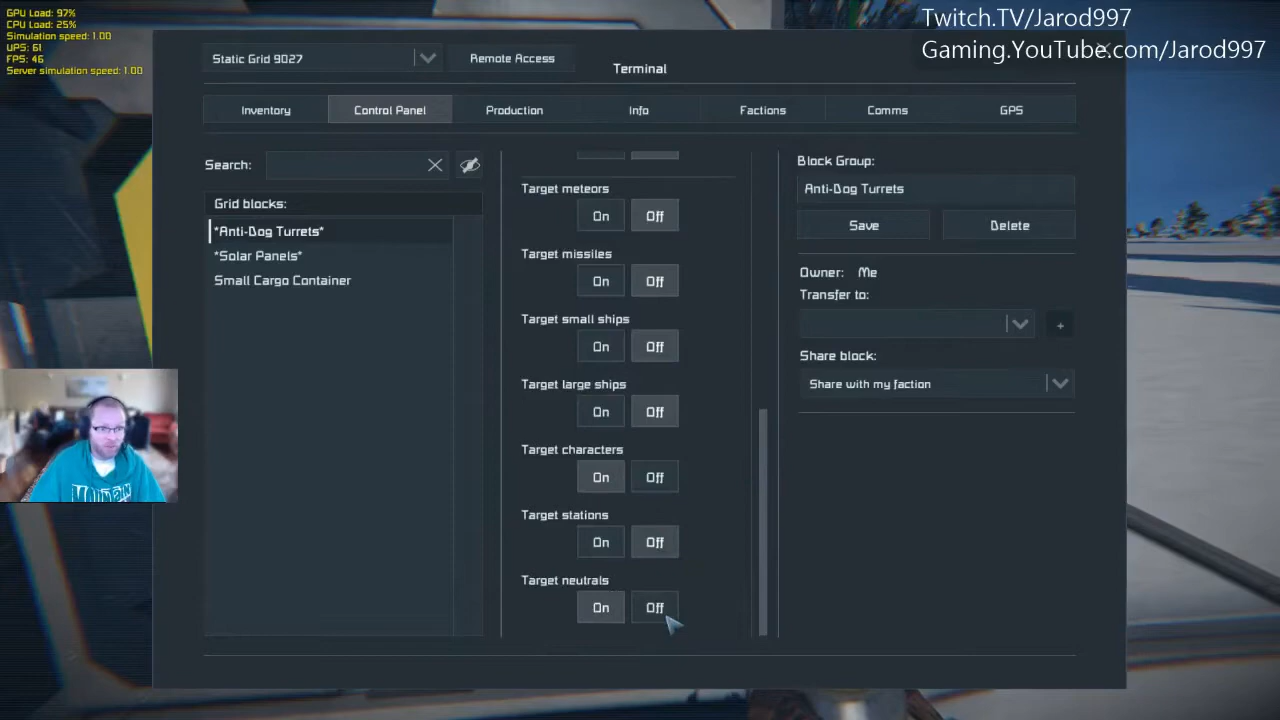 GPU Load: 97%
CPU Load: 25%
Simulation speed: 1.00
UPS: 61
FPS: 46
Server simulation speed: 1.00
Twitch.TV/Jarod997
Gaming.YouTube.com/Jarod997
Static Grid 9027
Remote Access
Terminal
Inventory
Control Panel
Production
Info
Factions
Comms
GPS
Search:
Grid blocks:
*Anti-Dog Turrets*
*Solar Panels*
Small Cargo Container
Target meteors
On Off
Target missiles
On Off
Target small ships
On Off
Target large ships
On Off
Target characters
On Off
Target stations
On Off
Target neutrals
On Off
Block Group:
Anti-Dog Turrets
Save Delete
Owner: Me
Transfer to:
+
Share block:
Share with my faction